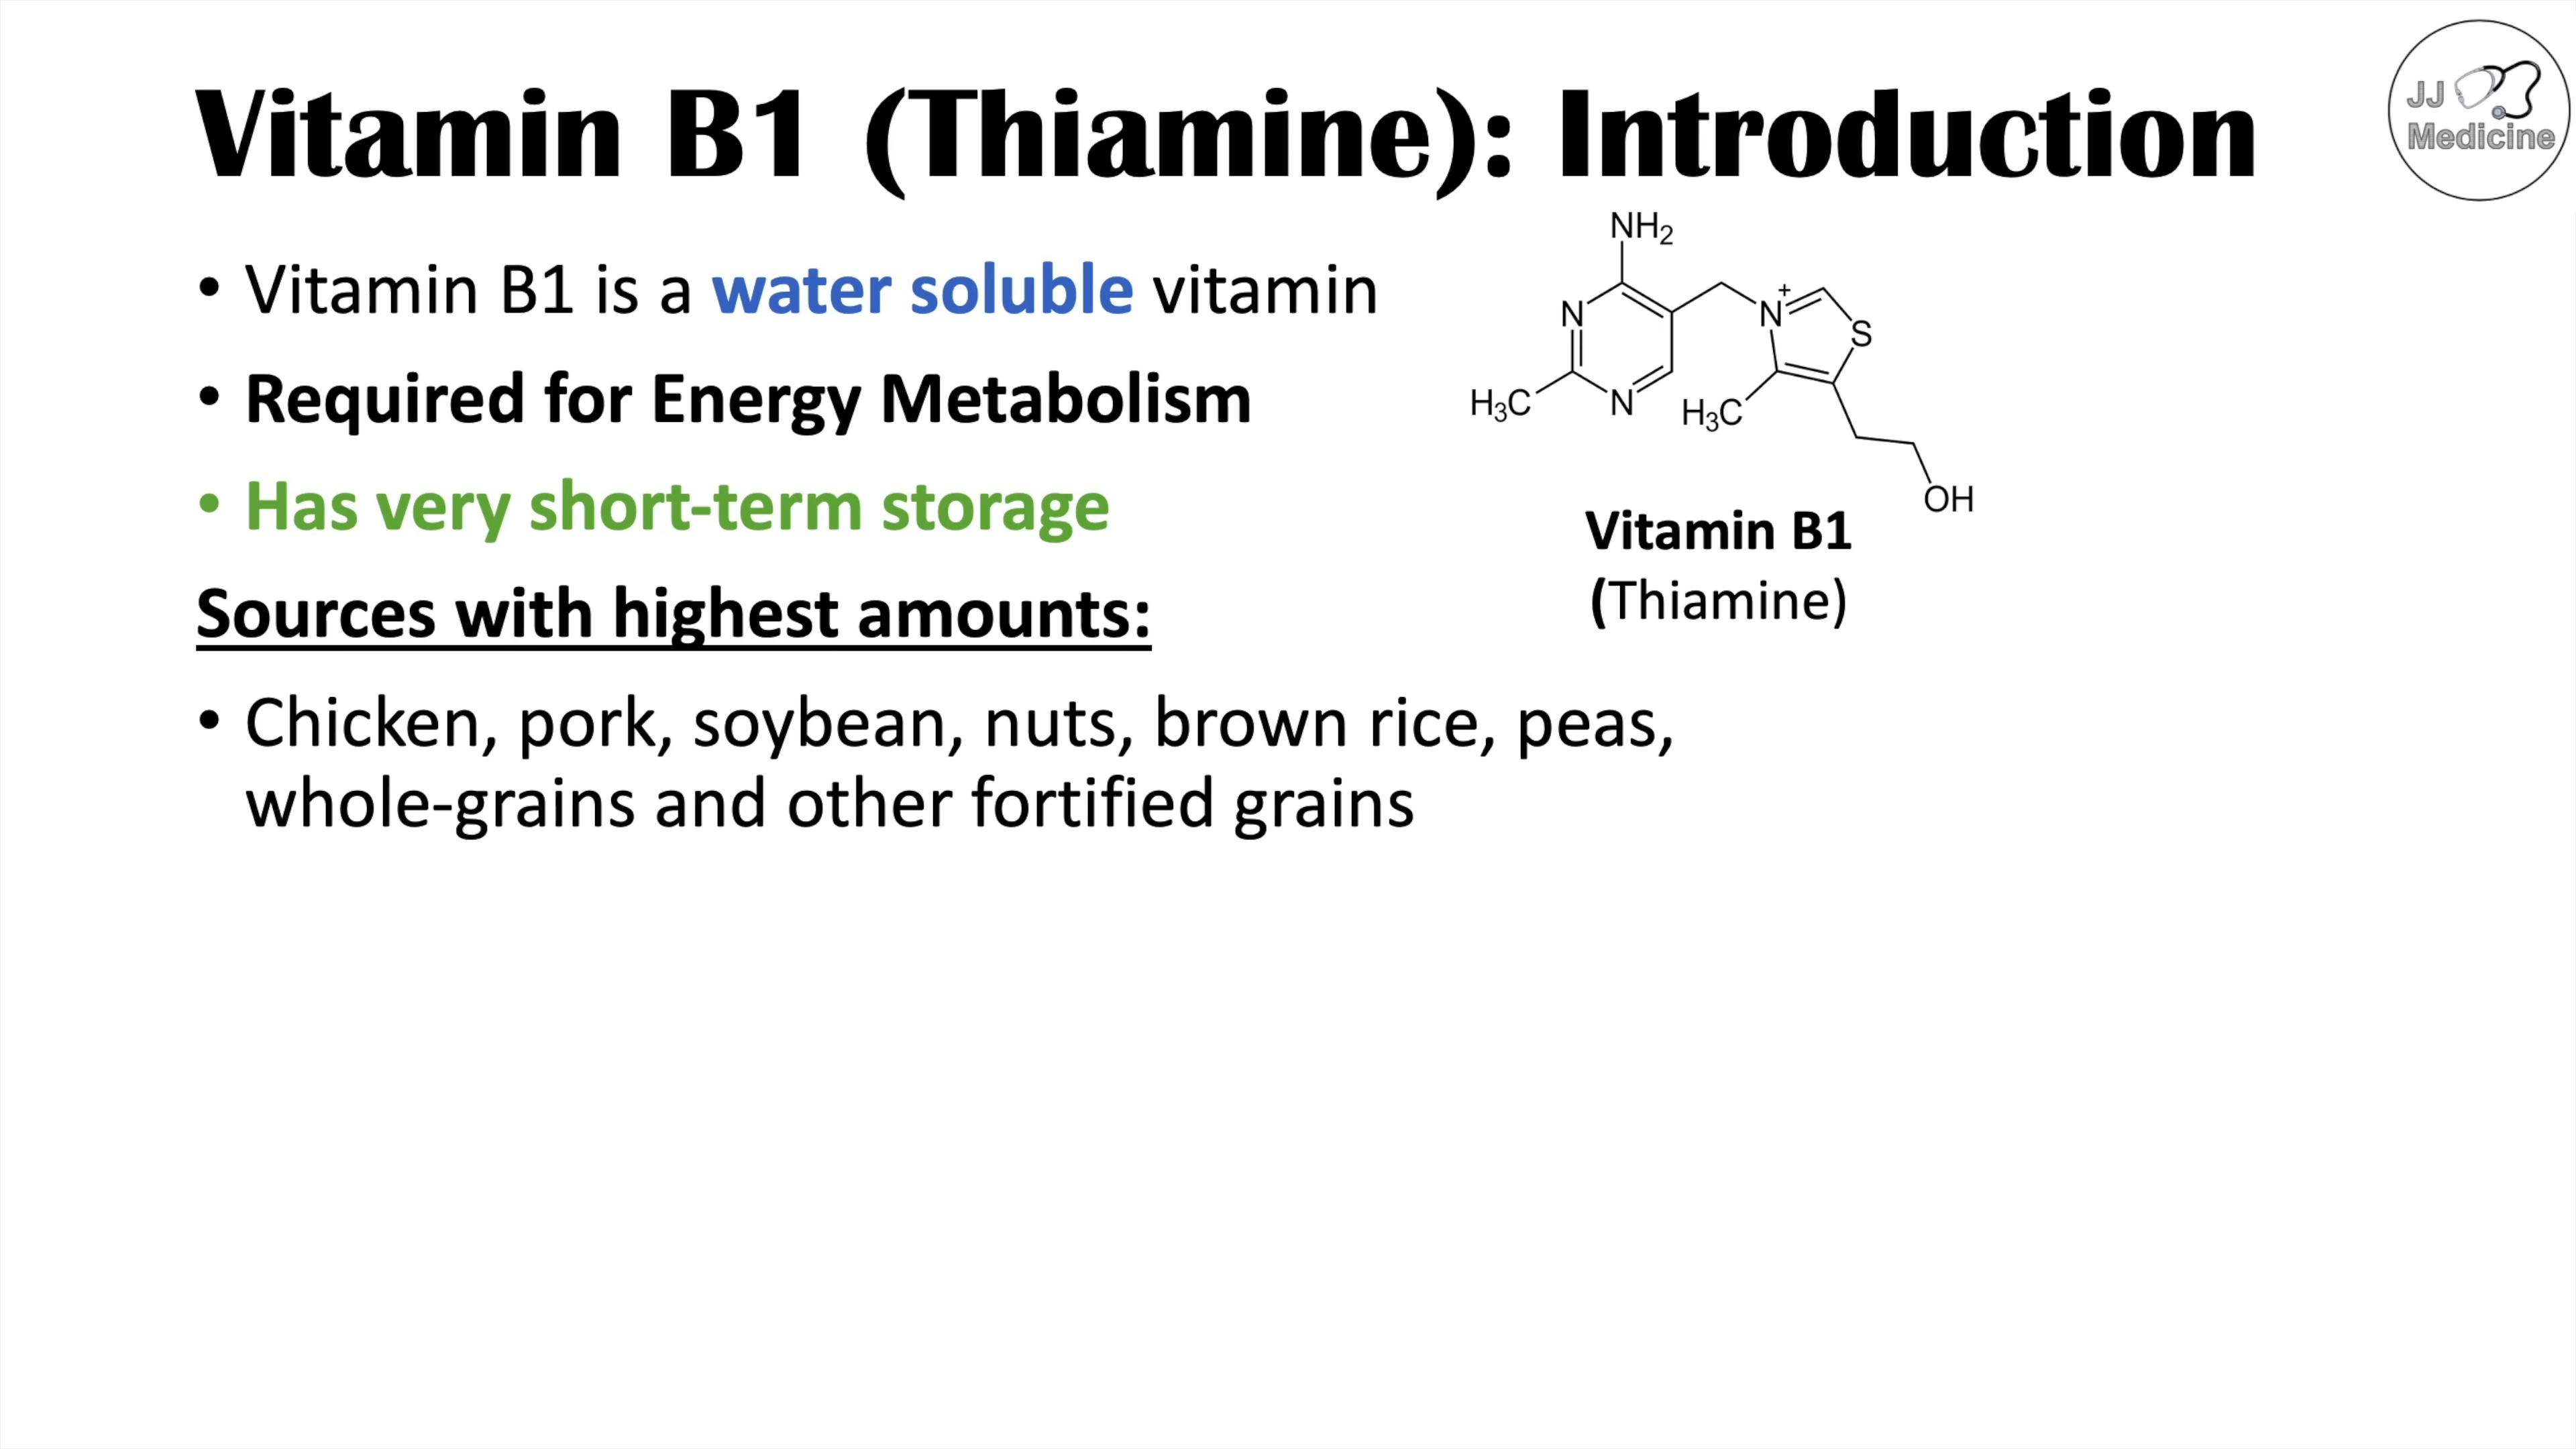 Vitamin B1 (Thiamine): Introduction
JJ
Medicine
• Vitamin B1 is a water soluble vitamin
• Required for Energy Metabolism
• Has very short-term storage
NH2
N
N
H3C
N+
S
H3C
OH
Vitamin B1
(Thiamine)
Sources with highest amounts:
• Chicken, pork, soybean, nuts, brown rice, peas,
whole-grains and other fortified grains